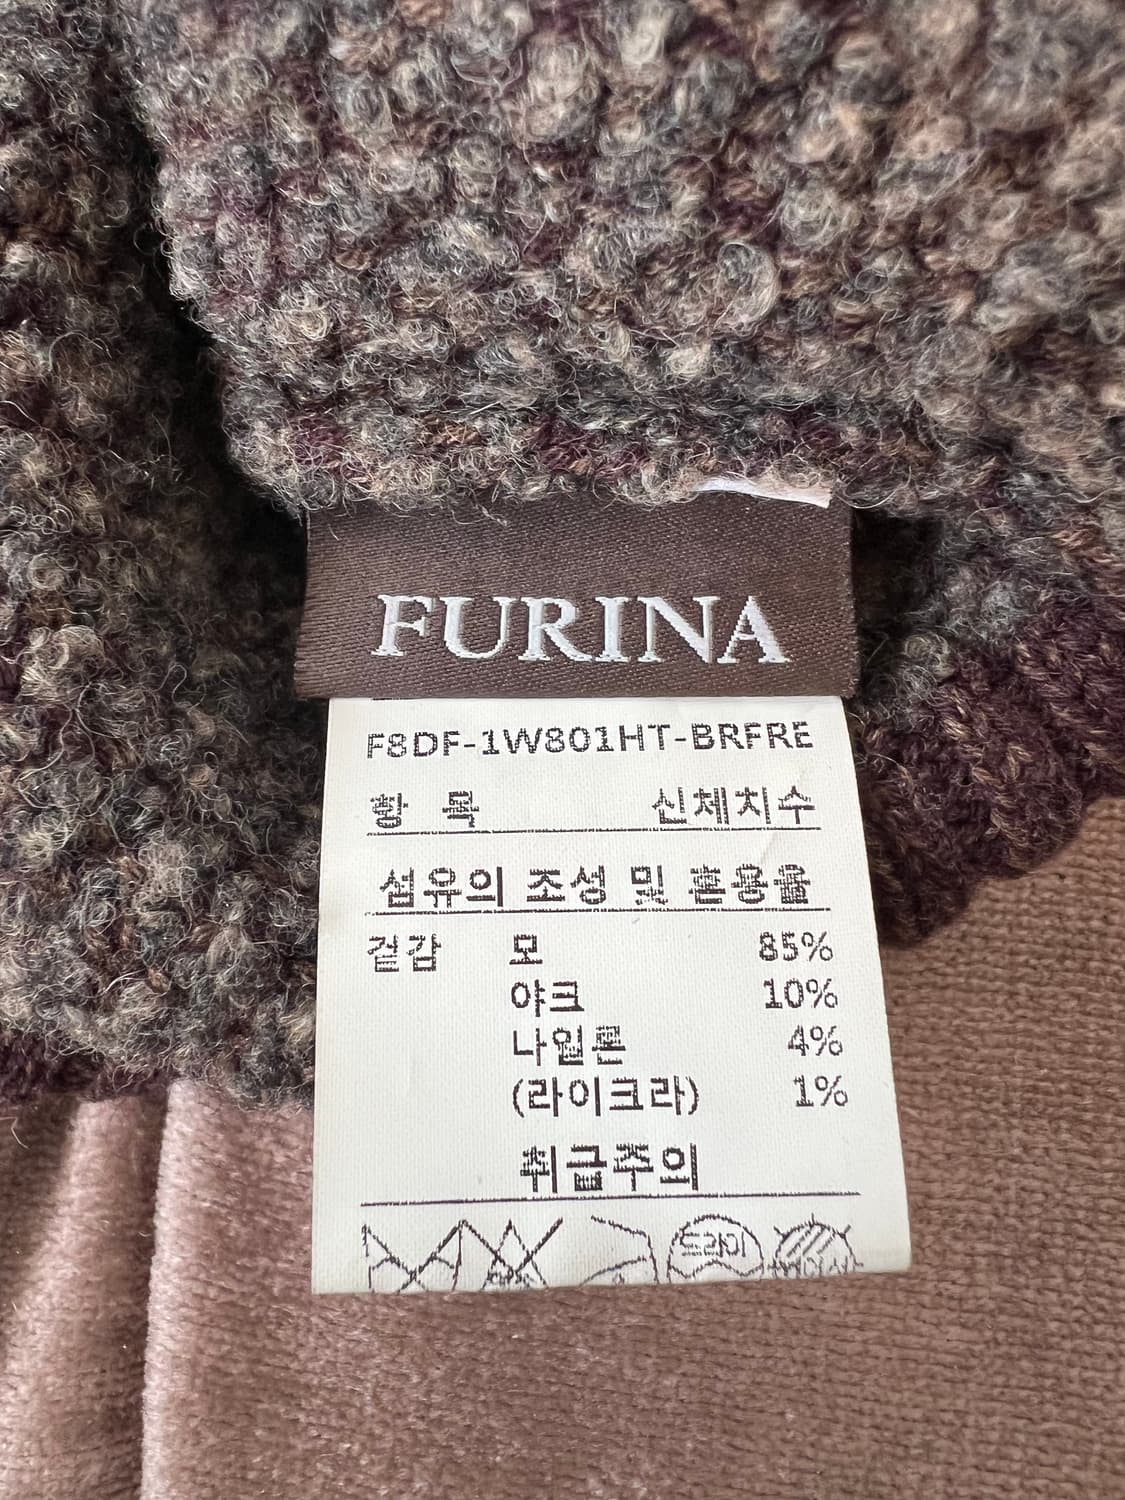 FURINA
F8DF-1W801HT-BRFRE
항 목 신체치수
섬유의 조성 및 혼용율
겉감 모 85%
야크 10%
나일론 4%
(라이크라) 1%
취급주의
드라이